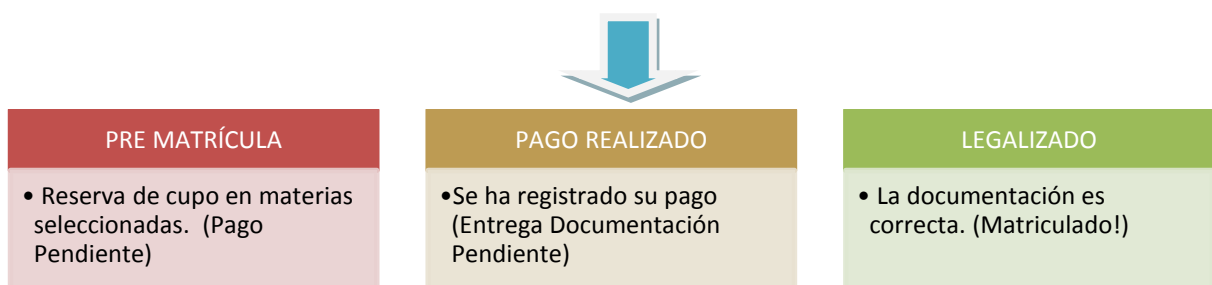 PRE MATRÍCULA
• Reserva de cupo en materias
seleccionadas.  (Pago
Pendiente)
PAGO REALIZADO
•Se ha registrado su pago
(Entrega Documentación
Pendiente)
LEGALIZADO
• La documentación es
correcta. (Matriculado!)